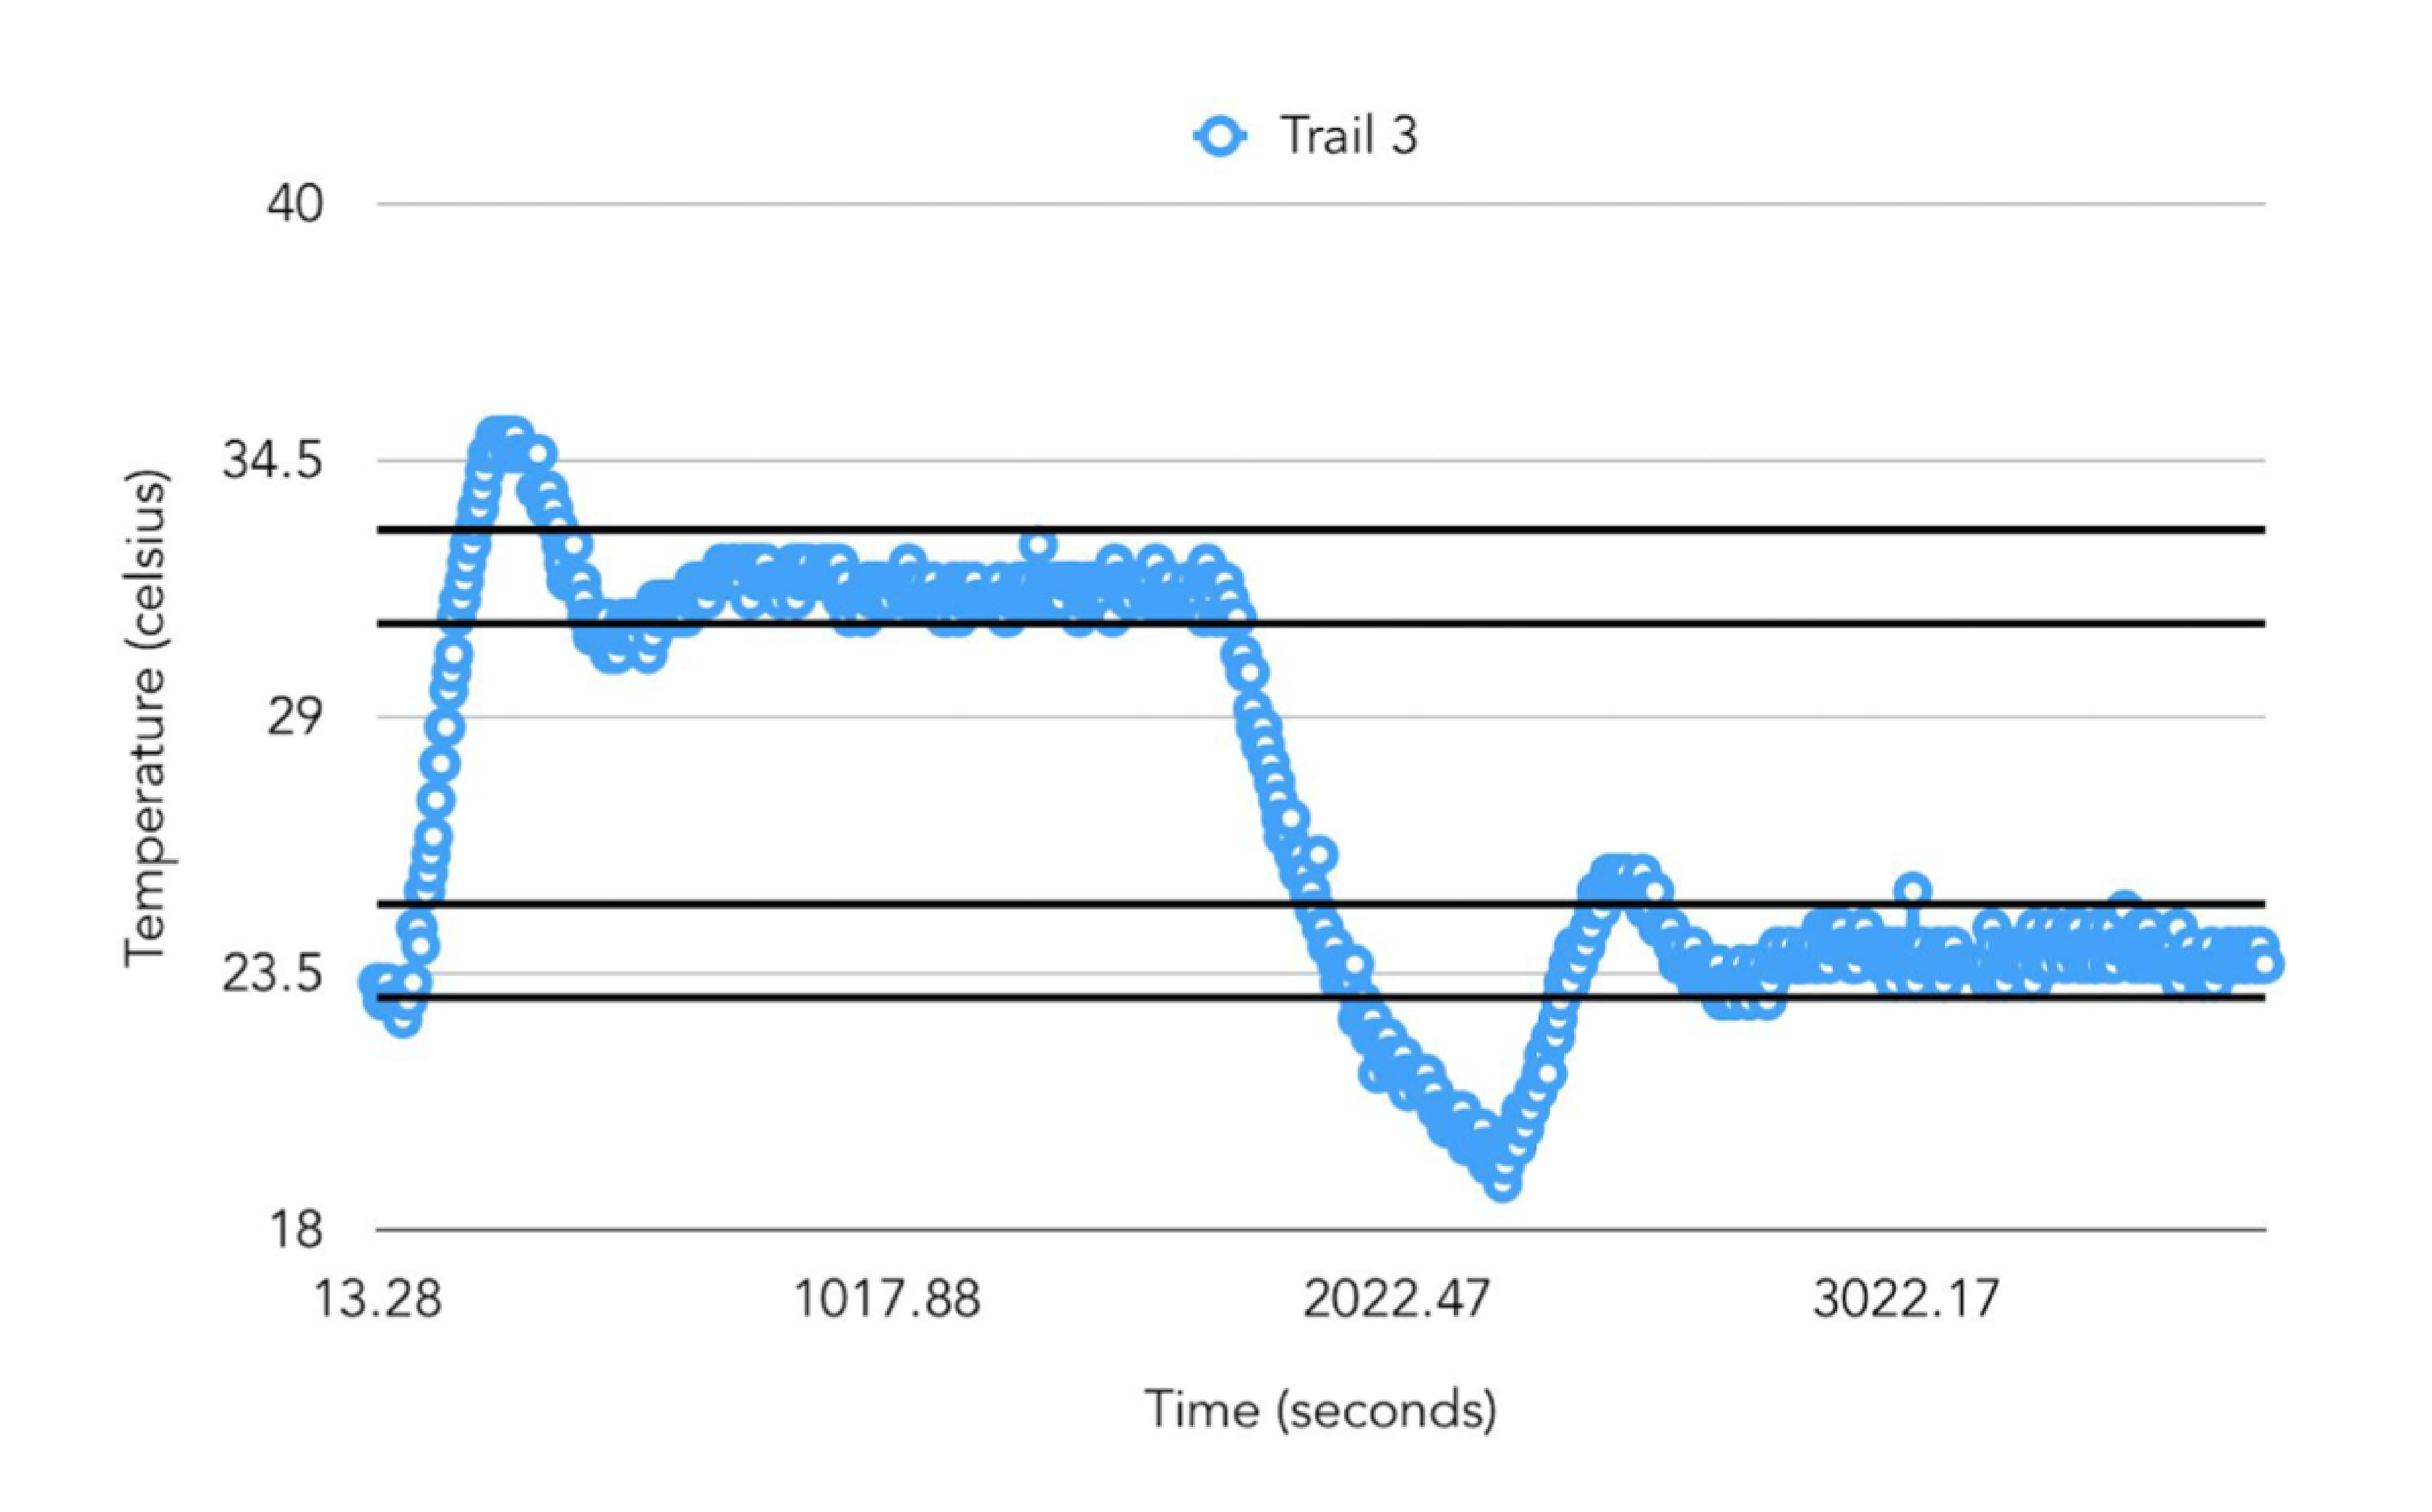 Trail 3
40
34.5
29
23.5
18
Temperature (celsius)
13.28 1017.88 2022.47 3022.17
Time (seconds)